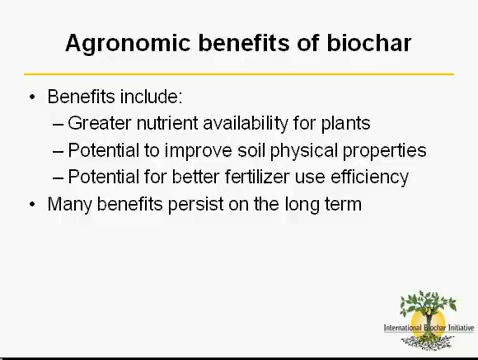 Agronomic benefits of biochar
• Benefits include:
– Greater nutrient availability for plants
– Potential to improve soil physical properties
– Potential for better fertilizer use efficiency
• Many benefits persist on the long term
International Biochar Initiative